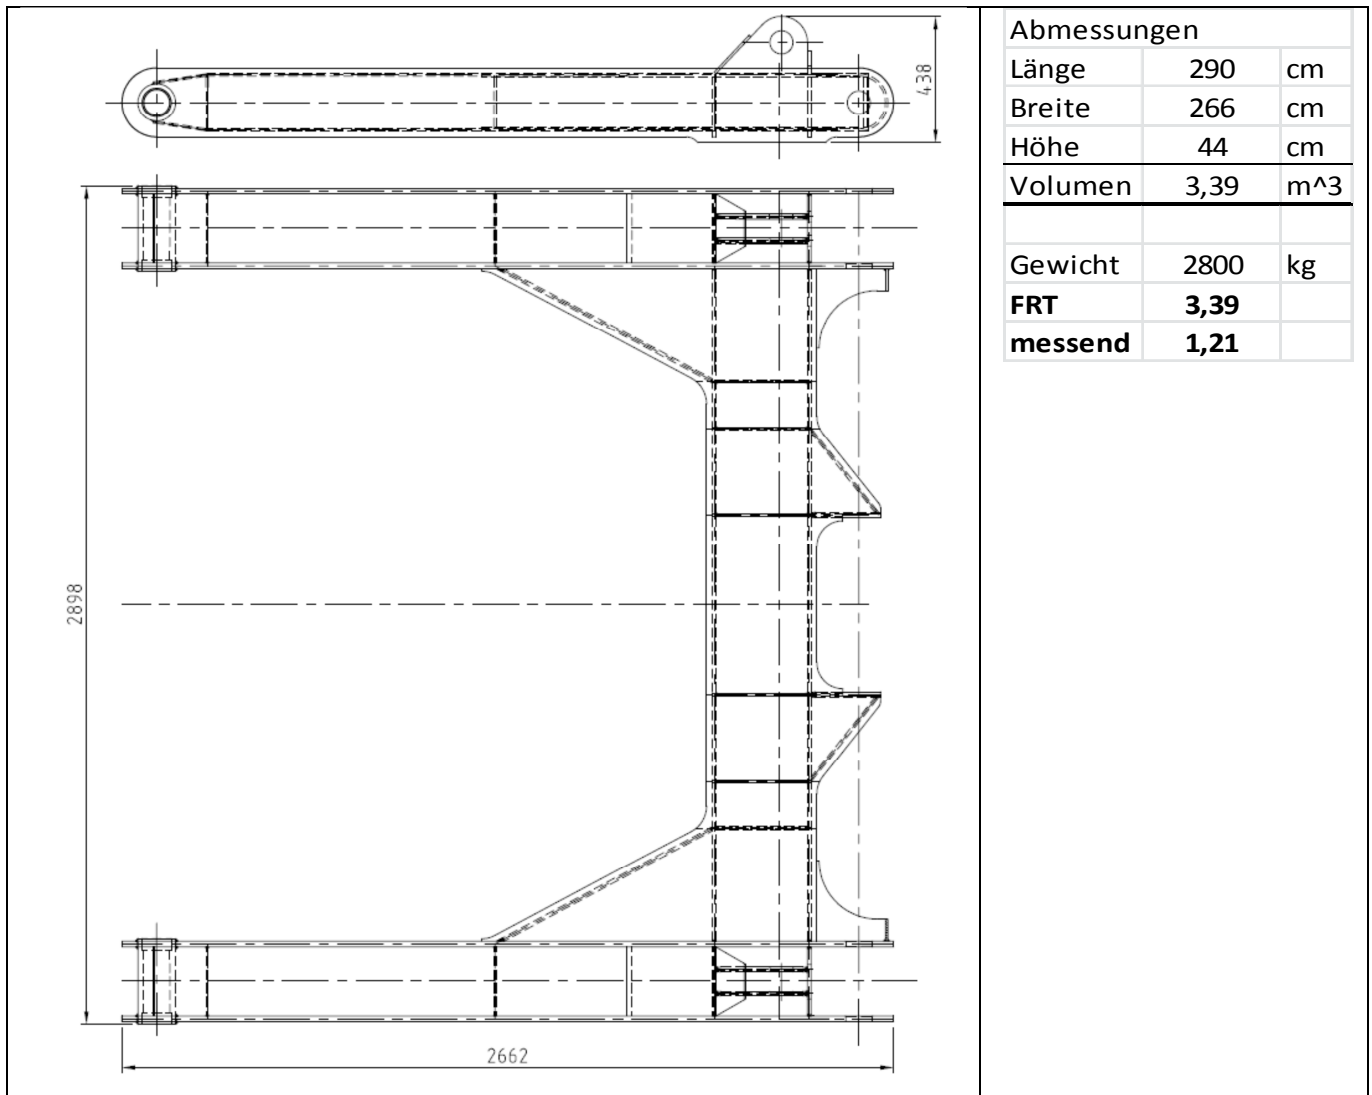 438
2898
2662
Abmessungen
Länge 290 cm
Breite 266 cm
Höhe 44 cm
Volumen 3,39 m^3
Gewicht 2800 kg
FRT 3,39
messend 1,21